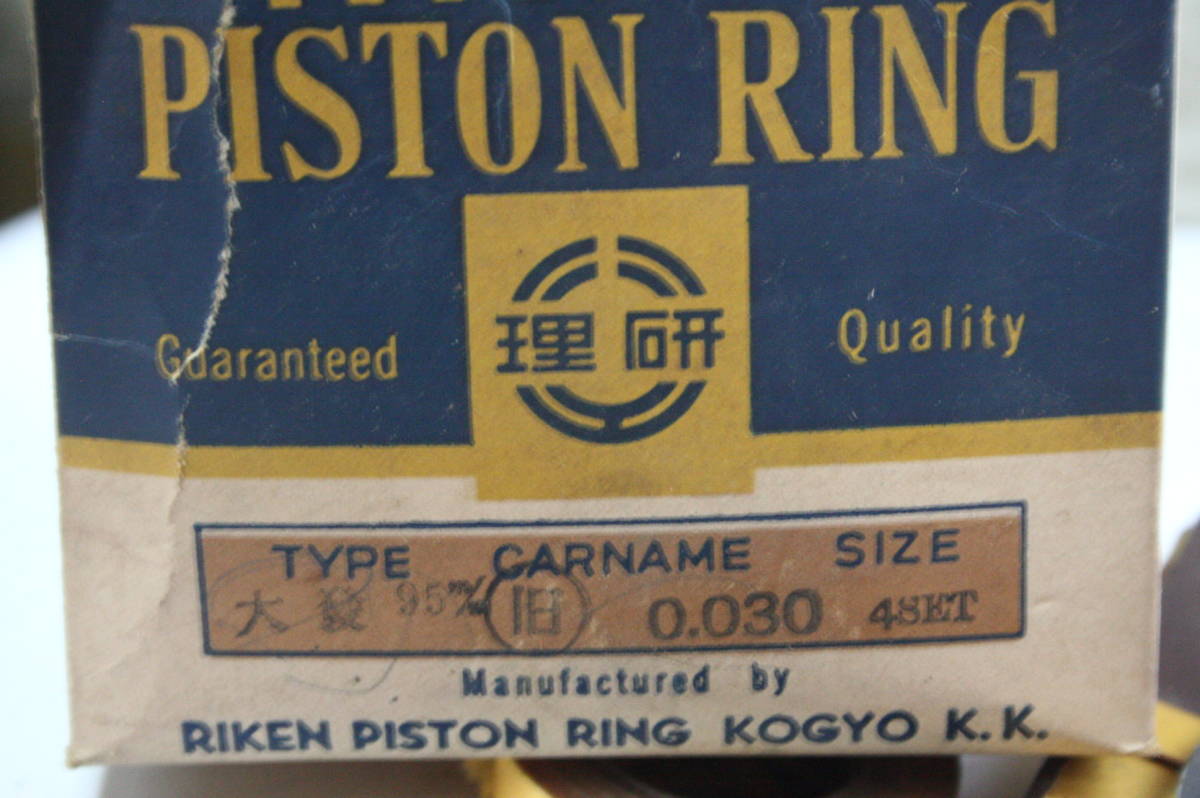 PISTON RING
理研
Guaranteed
Quality
TYPE CARNAME SIZE
大發 95m/m 旧 0.030 4SET
Manufactured by
RIKEN PISTON RING KOGYO K.K.